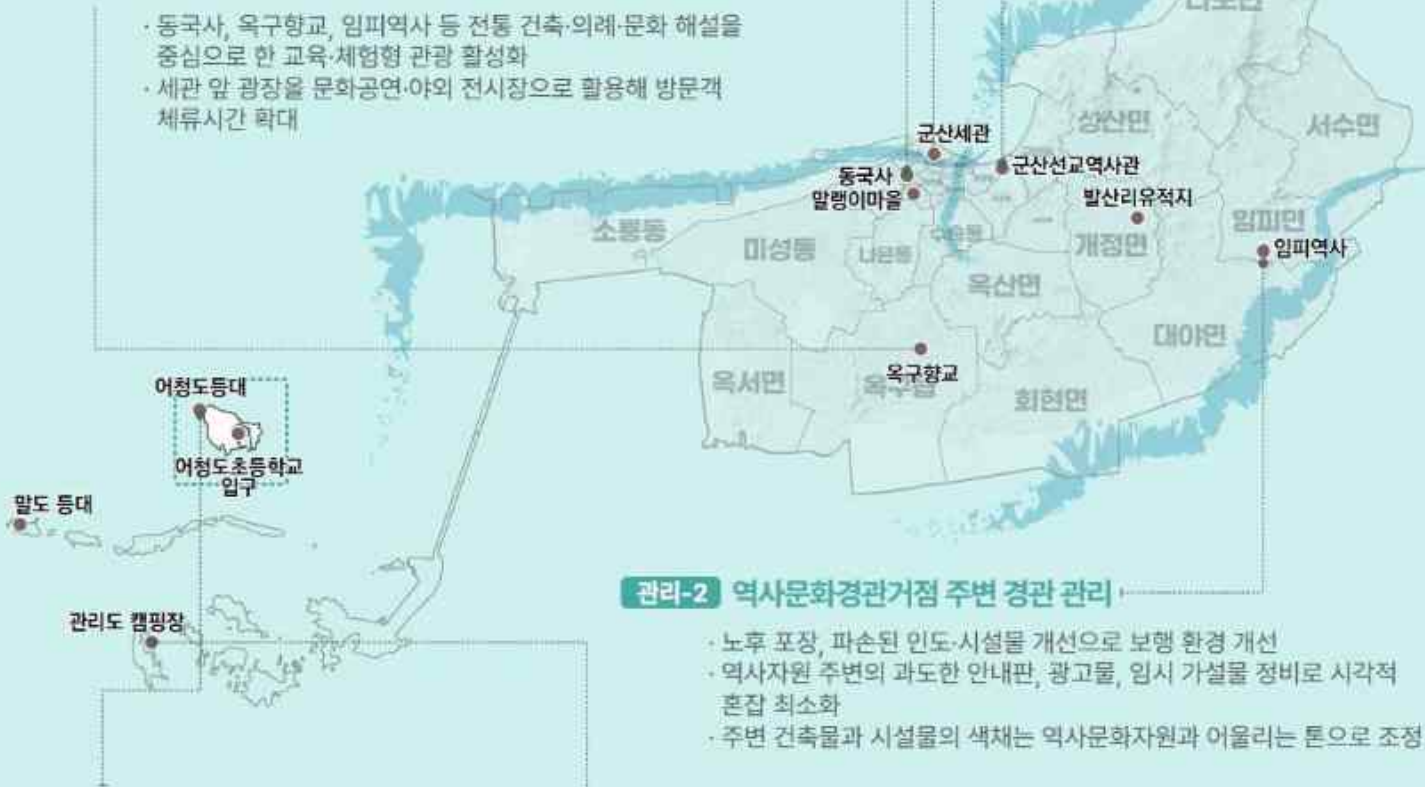 · 동국사, 옥구향교, 임피역사 등 전통 건축·의례·문화 해설을
중심으로 한 교육·체험형 관광 활성화
· 세관 앞 광장을 문화공연·야외 전시장으로 활용해 방문객
체류시간 확대
성산면
서수면
군산세관
동국사
군산선교역사관
말랭이마을
발산리유적지
소룡동
미성동
나운동
수송동
개정면
임피면
임피역사
옥산면
대야면
옥서면
옥구향교
옥구읍
회현면
어청도등대
어청도초등학교
입구
말도 등대
관리도 캠핑장
관리-2 역사문화경관거점 주변 경관 관리
· 노후 포장, 파손된 인도·시설물 개선으로 보행 환경 개선
· 역사자원 주변의 과도한 안내판, 광고물, 임시 가설물 정비로 시각적
혼잡 최소화
· 주변 건축물과 시설물의 색채는 역사문화자원과 어울리는 톤으로 조정